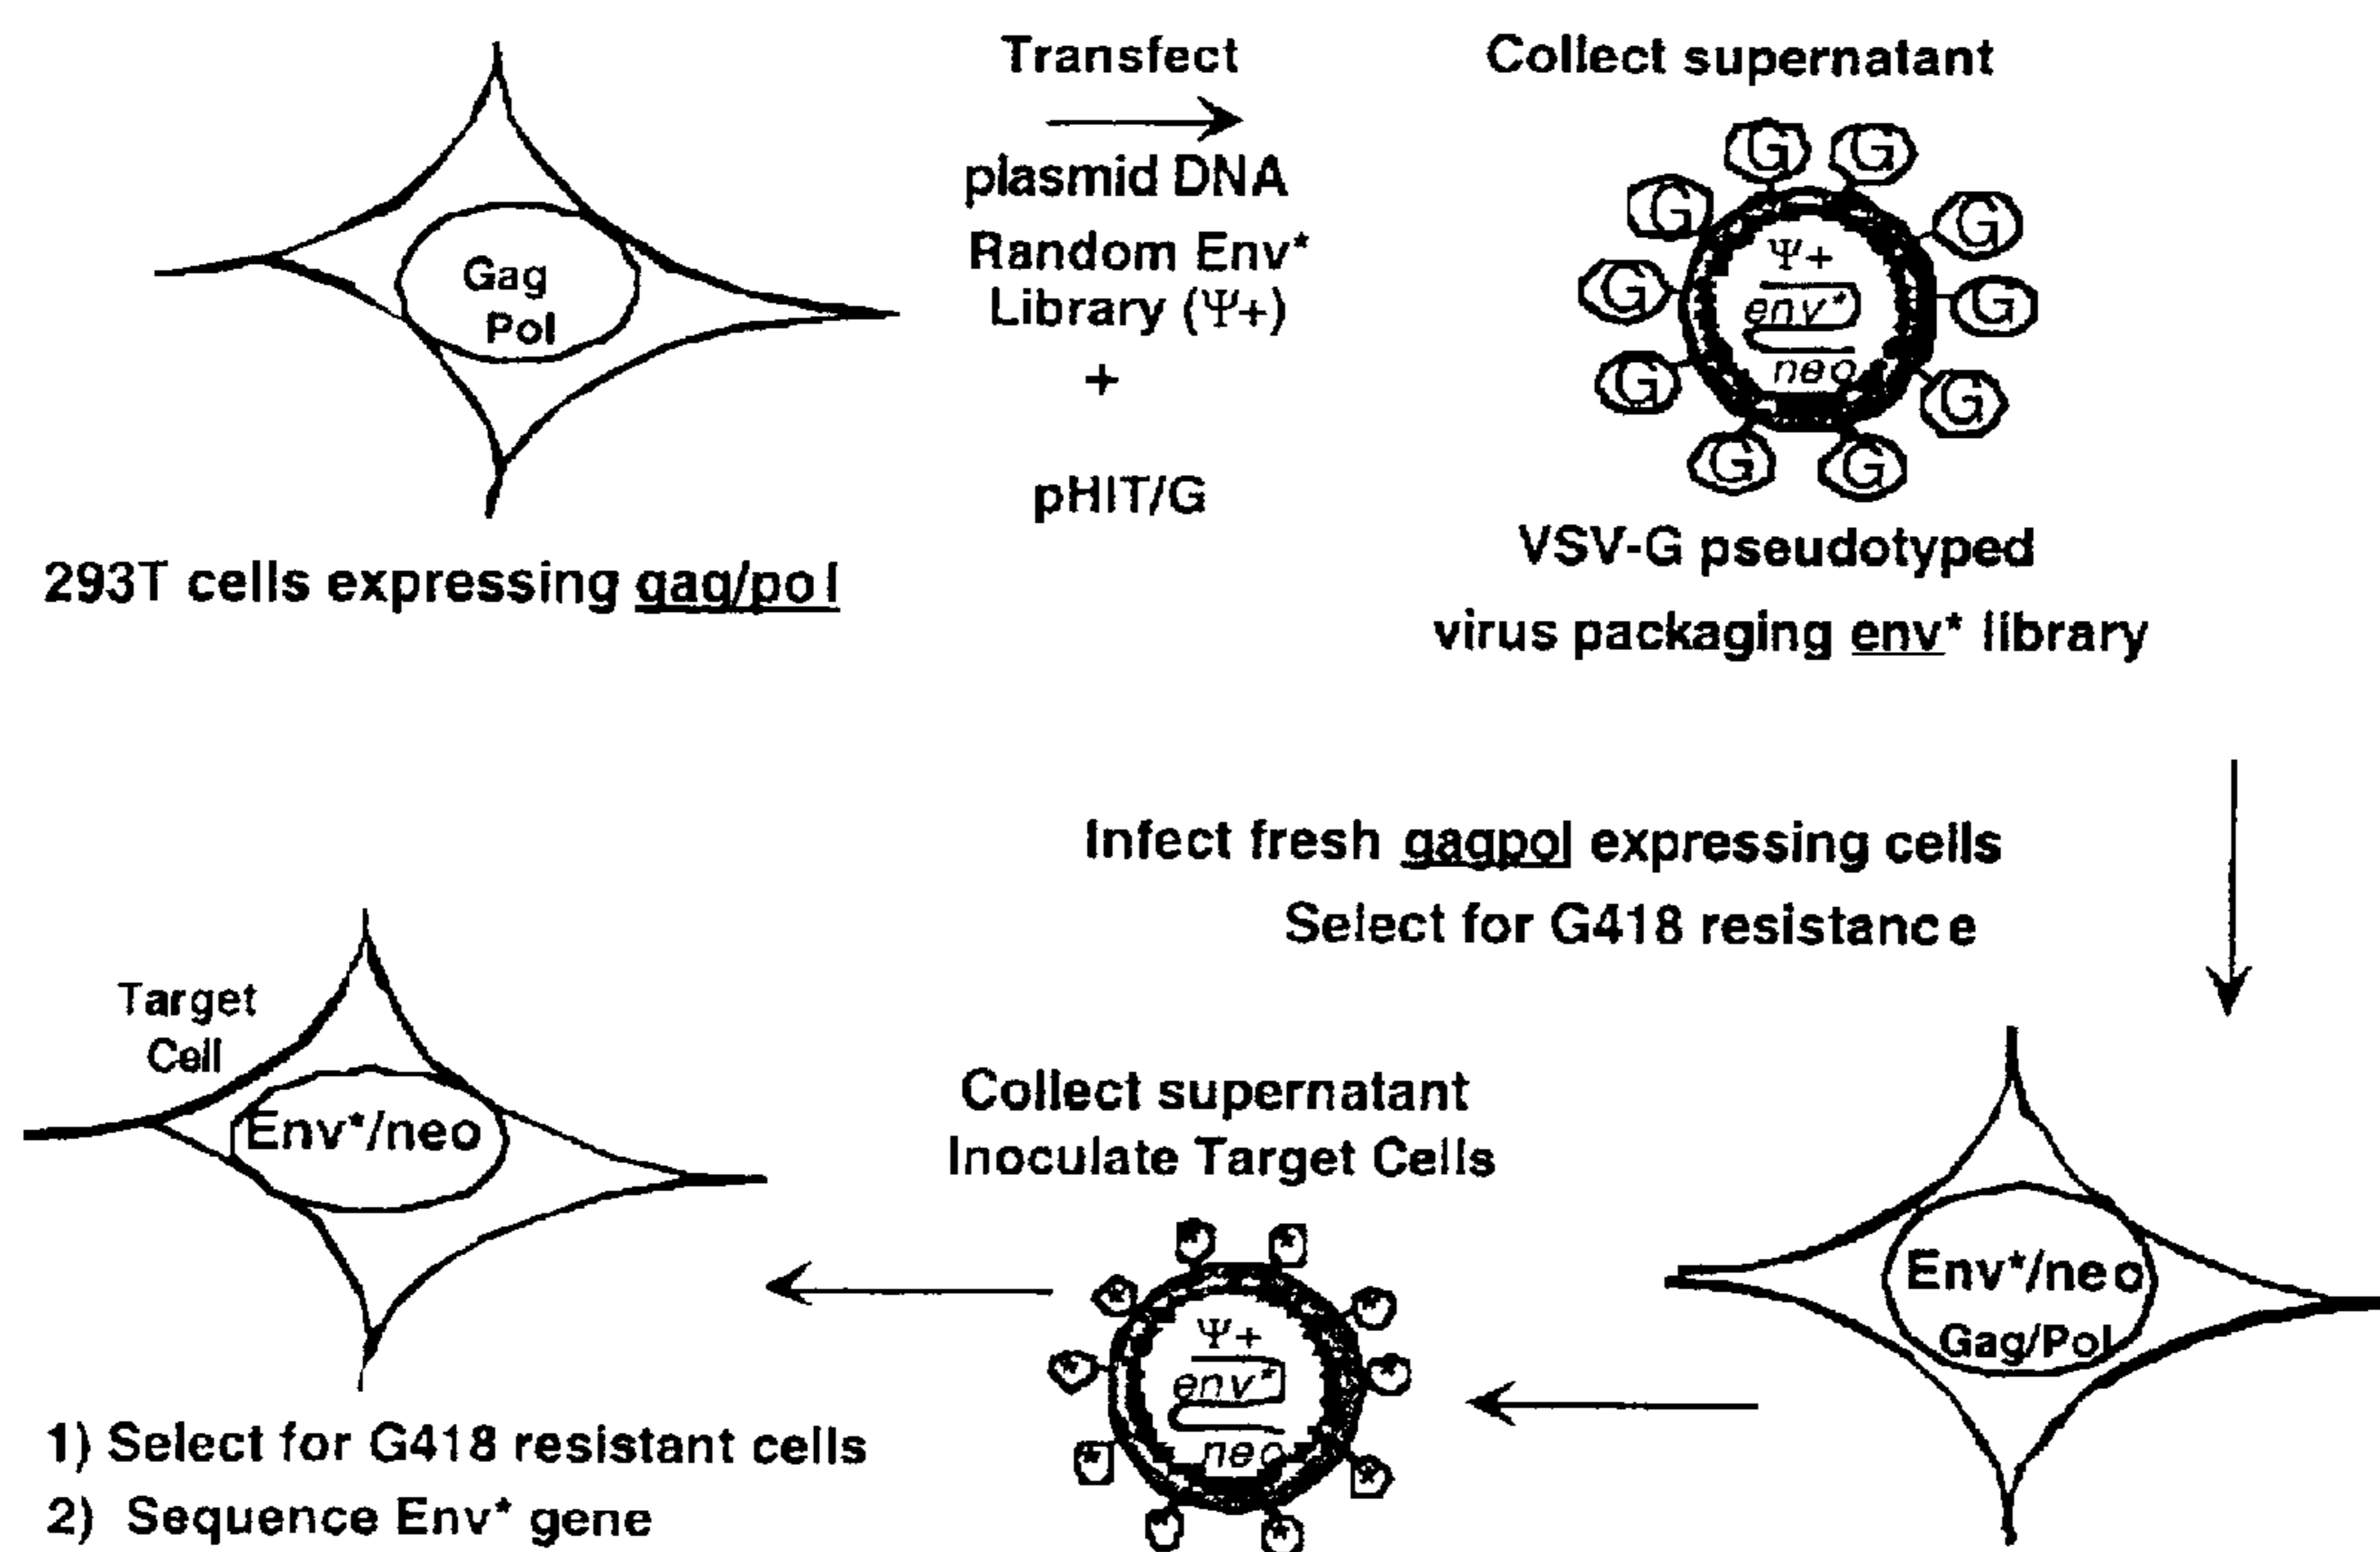 Transfect
plasmid DNA
Random Env*
Library (Ψ+)
+
pHIT/G
Gag
Pol
293T cells expressing gag/pol
Collect supernatant
G
G
G
G
G
G
G
G
G
G
Ψ+
env*
neo
VSV-G pseudotyped
virus packaging env* library
Infect fresh gagpol expressing cells
Select for G418 resistance
Env*/neo
Gag/Pol
Collect supernatant
Inoculate Target Cells
*
*
*
*
*
*
*
*
*
*
Ψ+
env*
neo
Target
Cell
Env*/neo
1) Select for G418 resistant cells
2) Sequence Env* gene